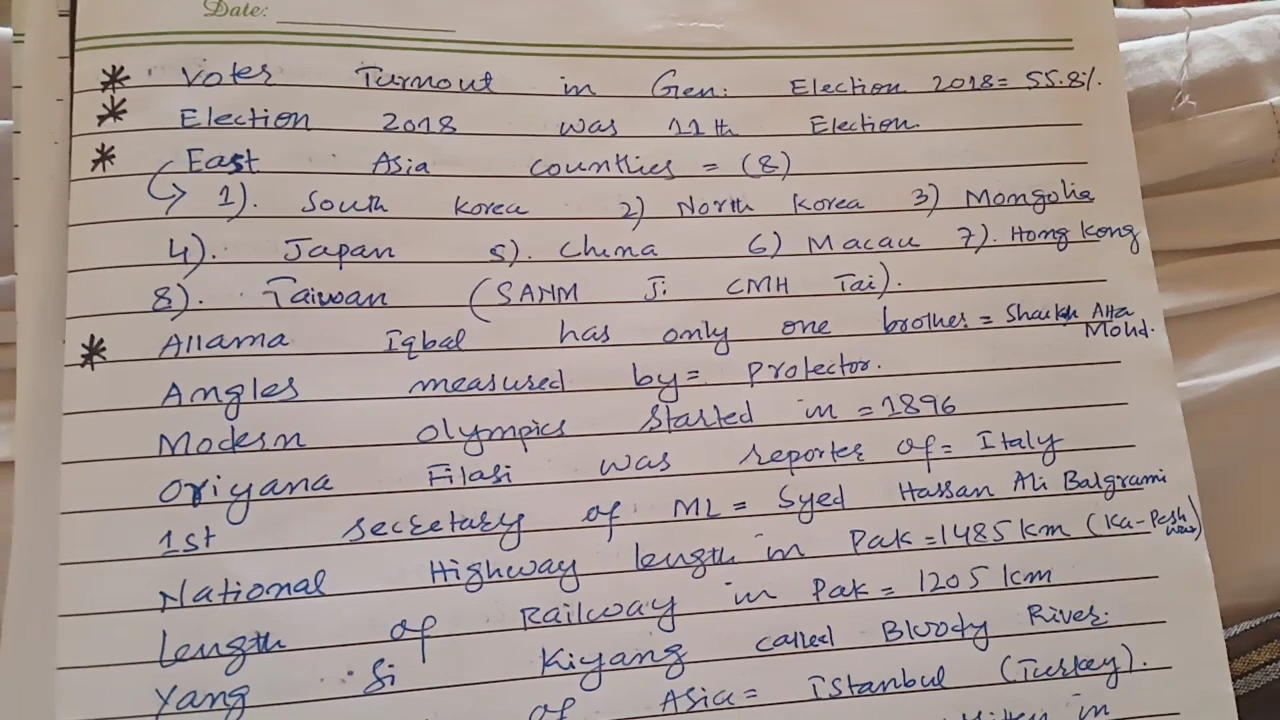 Date:
* Voter Turnout in Gen: Election 2018 = 55.8%.
* Election 2018 was 11th Election.
* East Asia countries = (8)
↳ 1). South Korea 2) North Korea 3) Mongolia
4). Japan 5). China 6) Macau 7). Hong Kong
8). Taiwan (SANM Ji CMH Tai).
* Allama Iqbal has only one brother = Shaikh Atta Mohd.
Angles measured by = Protector.
Modern Olympics started in = 1896
Oriyana Filasi was reporter of = Italy
1st secretary of ML = Syed Hassan Ali Balgrami
National Highway length in Pak = 1485 km (Ka-Peshwar)
Length of Railway in Pak = 1205 km
Yang Si Kiyang called Bloody River.
of Asia = Istanbul (Turkey).
in